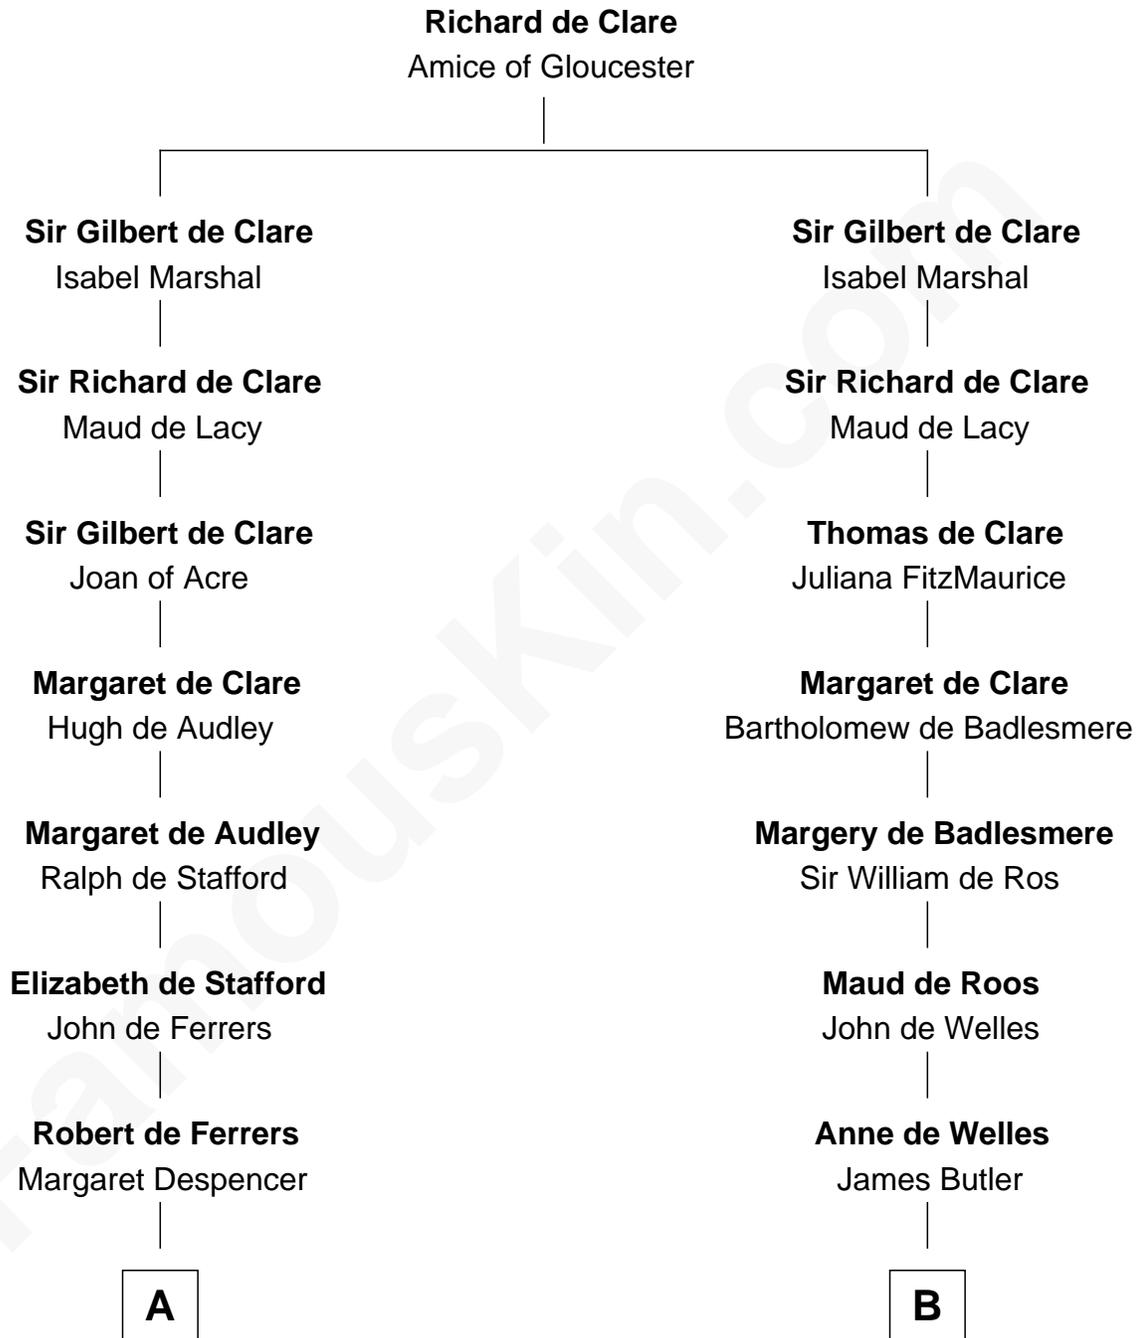 Richard de Clare
Amice of Gloucester
Sir Gilbert de Clare
Isabel Marshal
Sir Richard de Clare
Maud de Lacy
Sir Gilbert de Clare
Joan of Acre
Margaret de Clare
Hugh de Audley
Margaret de Audley
Ralph de Stafford
Elizabeth de Stafford
John de Ferrers
Robert de Ferrers
Margaret Despencer
A
Sir Gilbert de Clare
Isabel Marshal
Sir Richard de Clare
Maud de Lacy
Thomas de Clare
Juliana FitzMaurice
Margaret de Clare
Bartholomew de Badlesmere
Margery de Badlesmere
Sir William de Ros
Maud de Roos
John de Welles
Anne de Welles
James Butler
B
FamousKin.com